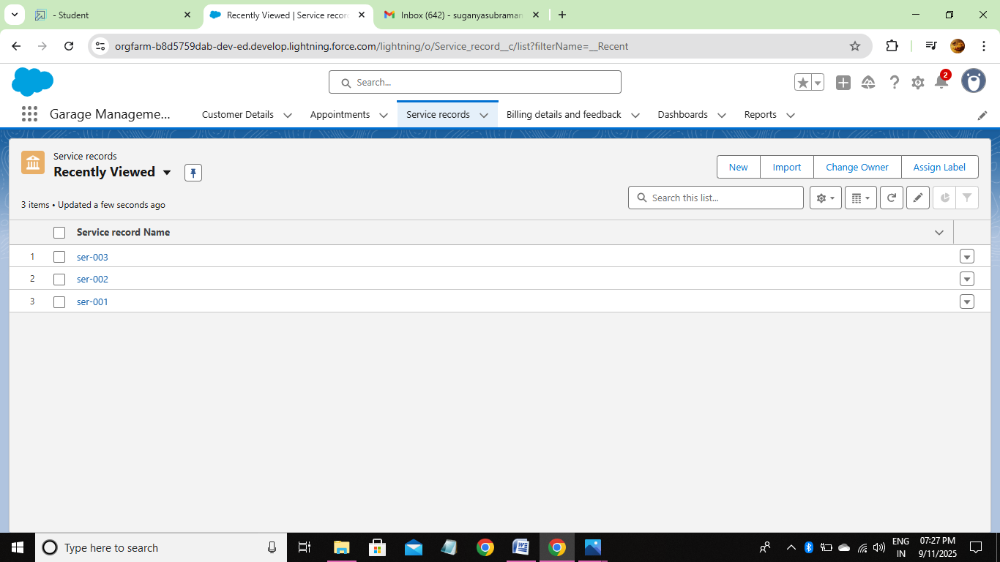 - Student
Recently Viewed | Service recor
Inbox (642) - suganyasubraman
orgfarm-b8d5759dab-dev-ed.develop.lightning.force.com/lightning/o/Service_record__c/list?filterName=__Recent
Search...
2
Garage Manageme...
Customer Details
Appointments
Service records
Billing details and feedback
Dashboards
Reports
Service records
Recently Viewed
New
Import
Change Owner
Assign Label
3 items • Updated a few seconds ago
Search this list...
Service record Name
1 ser-003
2 ser-002
3 ser-001
Type here to search
ENG
IN
07:27 PM
9/11/2025